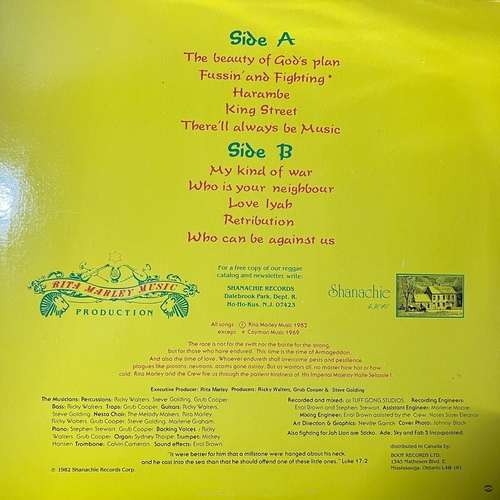 Side A
The beauty of God's plan
Fussin' and Fighting *
Harambe
King Street
There'll always be Music
Side B
My kind of war
Who is your neighbour
Love Iyah
Retribution
Who can be against us
For a free copy of our reggae
catalog and newsletter, write:
SHANACHIE RECORDS
Dalebrook Park, Dept. R
Ho-Ho-Kus, N.J. 07423
RITA MARLEY MUSIC
PRODUCTION
Shanachie
All songs © Rita Marley Music 1982
except * Cayman Music 1969
The race is not for the swift nor the battle for the strong,
but for those who have endured. This time is the time of Armageddon.
And also the time of love. Whoever endureth shall overcome pests and pestilence,
plagues like poisons, venoms, acans gone astray. But oy warriors all, no matter how hot or how
cold. Rita Marley and the Crew fire us through the patient kindness of His Imperial Majesty Haile Selassie I
Executive Producer: Rita Marley. Producers: Ricky Walters, Grub Cooper & Steve Golding
The Musicians: Percussions: Ricky Walters, Steve Golding, Grub Cooper
Bass: Ricky Walters, Traps: Grub Cooper Guitars: Ricky Walters,
Steve Golding, Nessa Choir: The Melody Makers, Rita Marley,
Ricky Walters, Grub Cooper, Steve Golding, Marlene Graham
Piano: Stephen Stewart, Grub Cooper, Backing Voices: Ricky
Walters, Grub Cooper Organ: Sydney Thorpe Trumpet: Mickey
Hansen Trombone: Calvin Cameron. Sound effects: Errol Brown
Recorded and mixed: at TUFF GONG STUDIOS. Recording Engineers:
Errol Brown and Stephen Stewart, Assistant Engineer: Marlene Moore
Mixing Engineer: Errol Brown assisted by the Crew
Art Direction & Graphics: Neville Garrick, Cover Photo: Johnny Black
Also fighting for Jah Lion are Sticko, Ade, Sky and Fab 5 Incorporated.
© 1982 Shanachie Records Corp.
"It were better for him that a millstone were hanged about his neck,
and he cast into the sea than that he should offend one of these little ones." Luke 17-2
distributed in Canada by:
BOOT RECORDS LTD.
1343 Matheson Blvd. E.
Mississauga, Ontario L4W 1R1